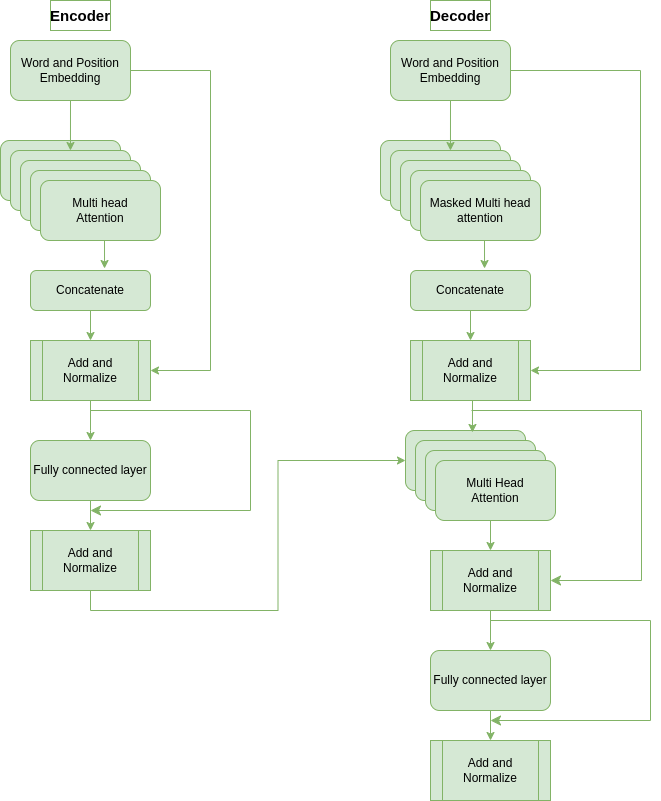 Encoder
Word and Position
Embedding
Multi head
Attention
Concatenate
Add and
Normalize
Fully connected layer
Add and
Normalize
Decoder
Word and Position
Embedding
Masked Multi head
attention
Concatenate
Add and
Normalize
Multi Head
Attention
Add and
Normalize
Fully connected layer
Add and
Normalize